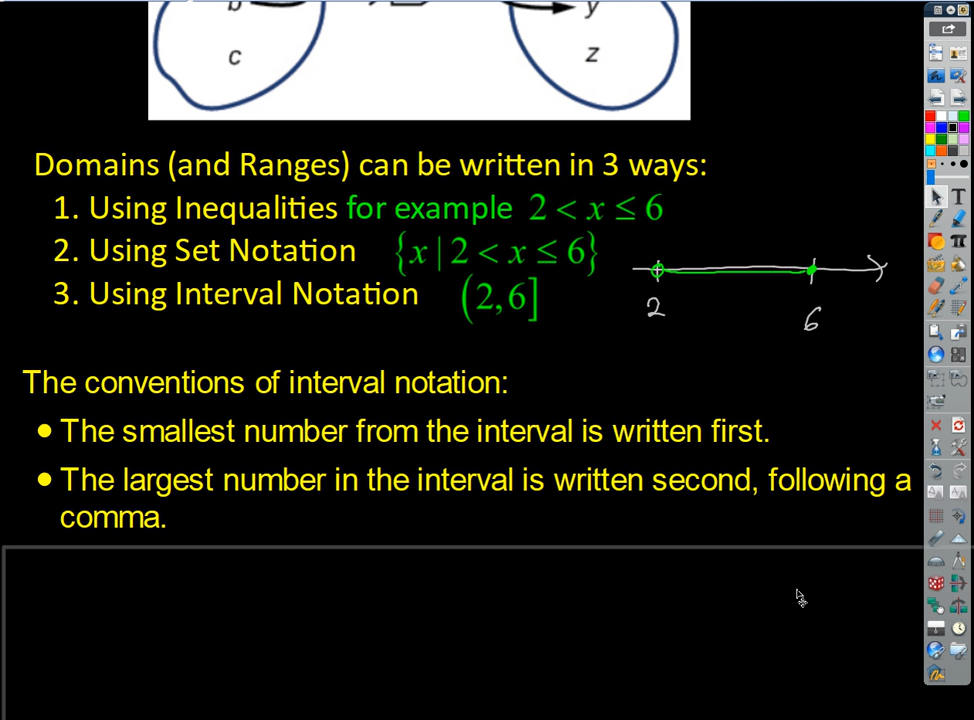 b y
c z
Domains (and Ranges) can be written in 3 ways:
1. Using Inequalities for example 2 < x ≤ 6
2. Using Set Notation {x | 2 < x ≤ 6}
3. Using Interval Notation (2, 6]
2 6
The conventions of interval notation:
• The smallest number from the interval is written first.
• The largest number in the interval is written second, following a
comma.